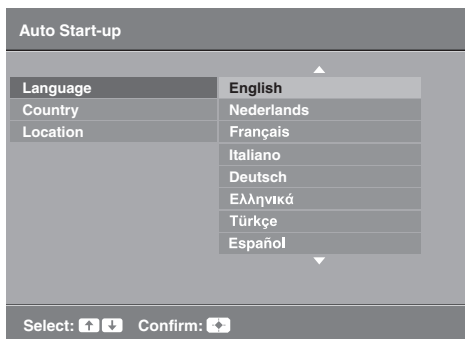 Auto Start-up
Language English
Country Nederlands
Location Français
Italiano
Deutsch
Ελληνικά
Türkçe
Español
Select: Confirm: